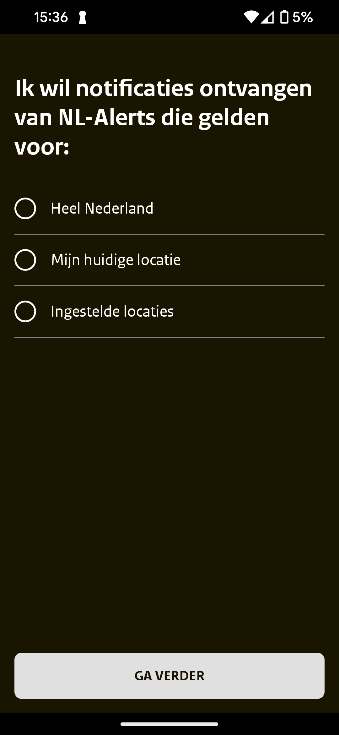 15:36 5%
Ik wil notificaties ontvangen
van NL-Alerts die gelden
voor:
Heel Nederland
Mijn huidige locatie
Ingestelde locaties
GA VERDER